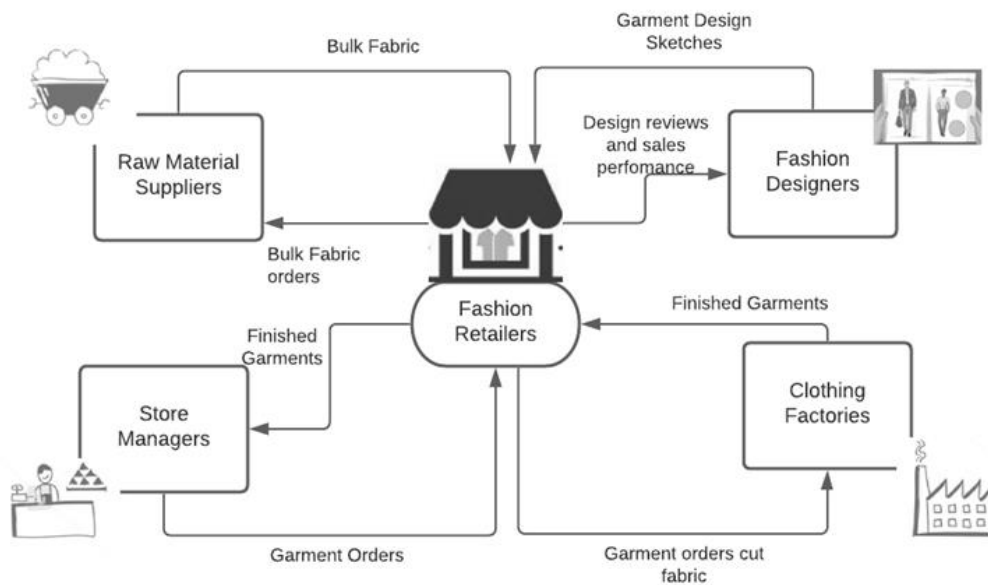 Bulk Fabric
Garment Design
Sketches
Raw Material
Suppliers
Design reviews
and sales
perfomance
Fashion
Designers
Bulk Fabric
orders
Fashion
Retailers
Finished
Garments
Finished Garments
Store
Managers
Clothing
Factories
Garment Orders
Garment orders cut
fabric